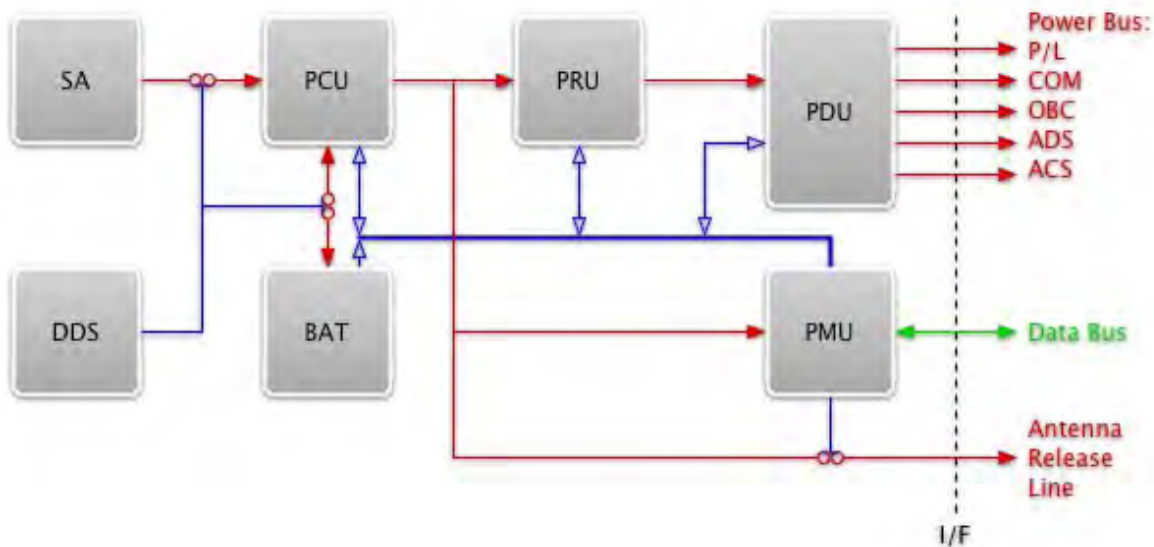 SA
PCU
PRU
PDU
Power Bus:
P/L
COM
OBC
ADS
ACS
DDS
BAT
PMU
Data Bus
Antenna
Release
Line
I/F